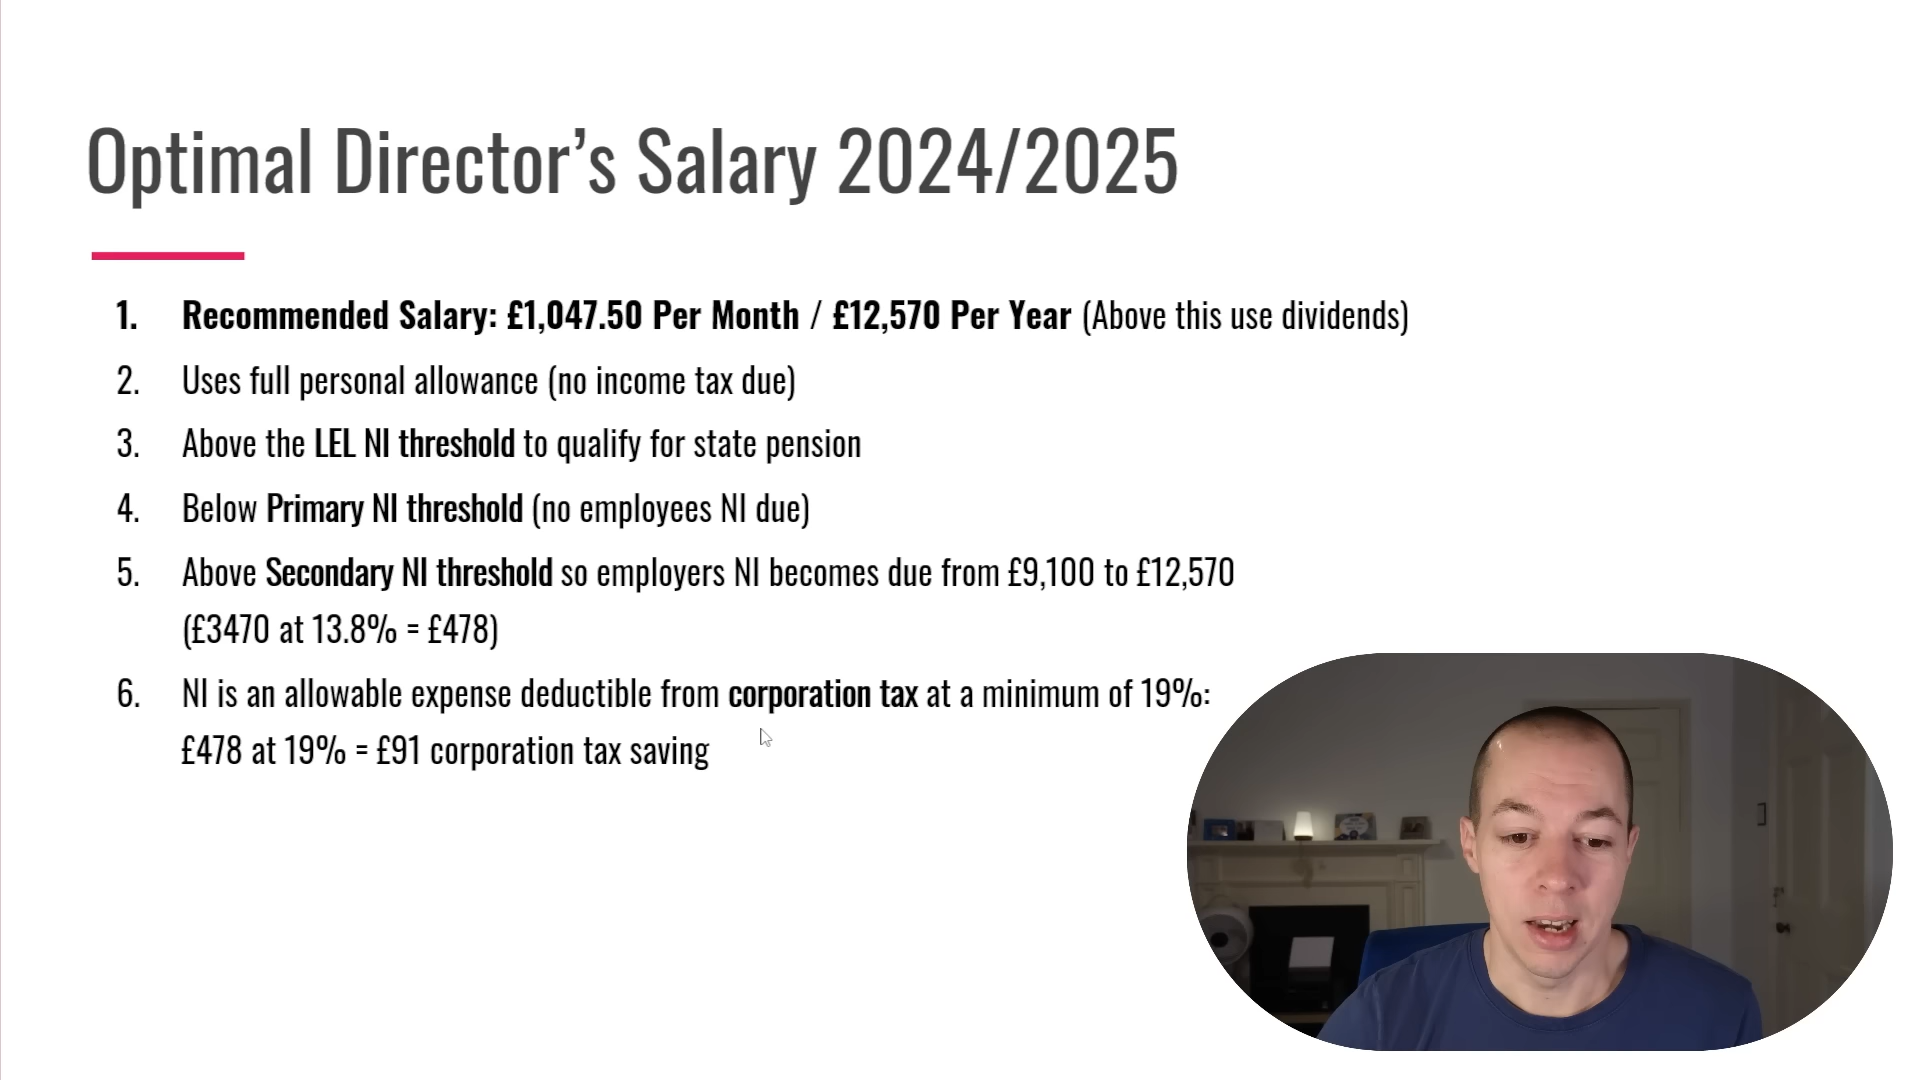 Optimal Director’s Salary 2024/2025
1. Recommended Salary: £1,047.50 Per Month / £12,570 Per Year (Above this use dividends)
2. Uses full personal allowance (no income tax due)
3. Above the LEL NI threshold to qualify for state pension
4. Below Primary NI threshold (no employees NI due)
5. Above Secondary NI threshold so employers NI becomes due from £9,100 to £12,570
(£3470 at 13.8% = £478)
6. NI is an allowable expense deductible from corporation tax at a minimum of 19%:
£478 at 19% = £91 corporation tax saving